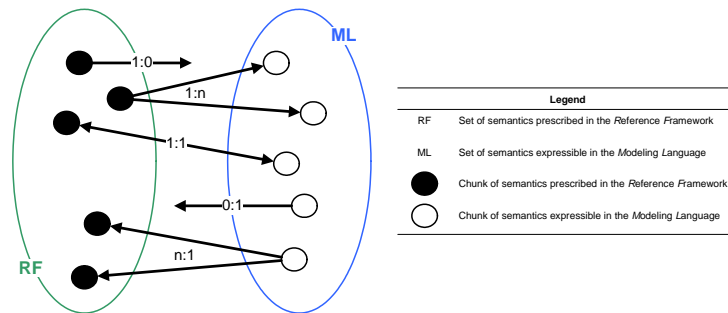 ML
1:0
1:n
1:1
0:1
n:1
RF
Legend
RF Set of semantics prescribed in the Reference Framework
ML Set of semantics expressible in the Modeling Language
Chunk of semantics prescribed in the Reference Framework
Chunk of semantics expressible in the Modeling Language